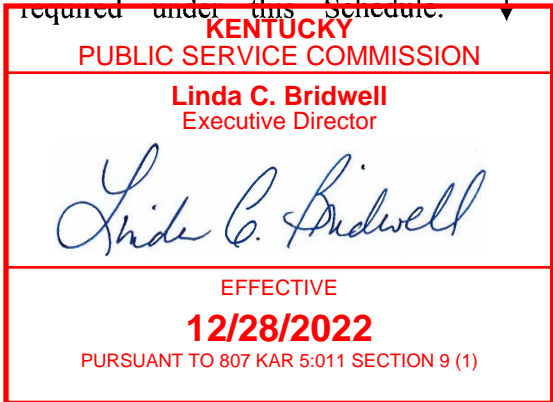 required under this Schedule.
KENTUCKY
PUBLIC SERVICE COMMISSION
Linda C. Bridwell
Executive Director
Linda C. Bridwell
EFFECTIVE
12/28/2022
PURSUANT TO 807 KAR 5:011 SECTION 9 (1)